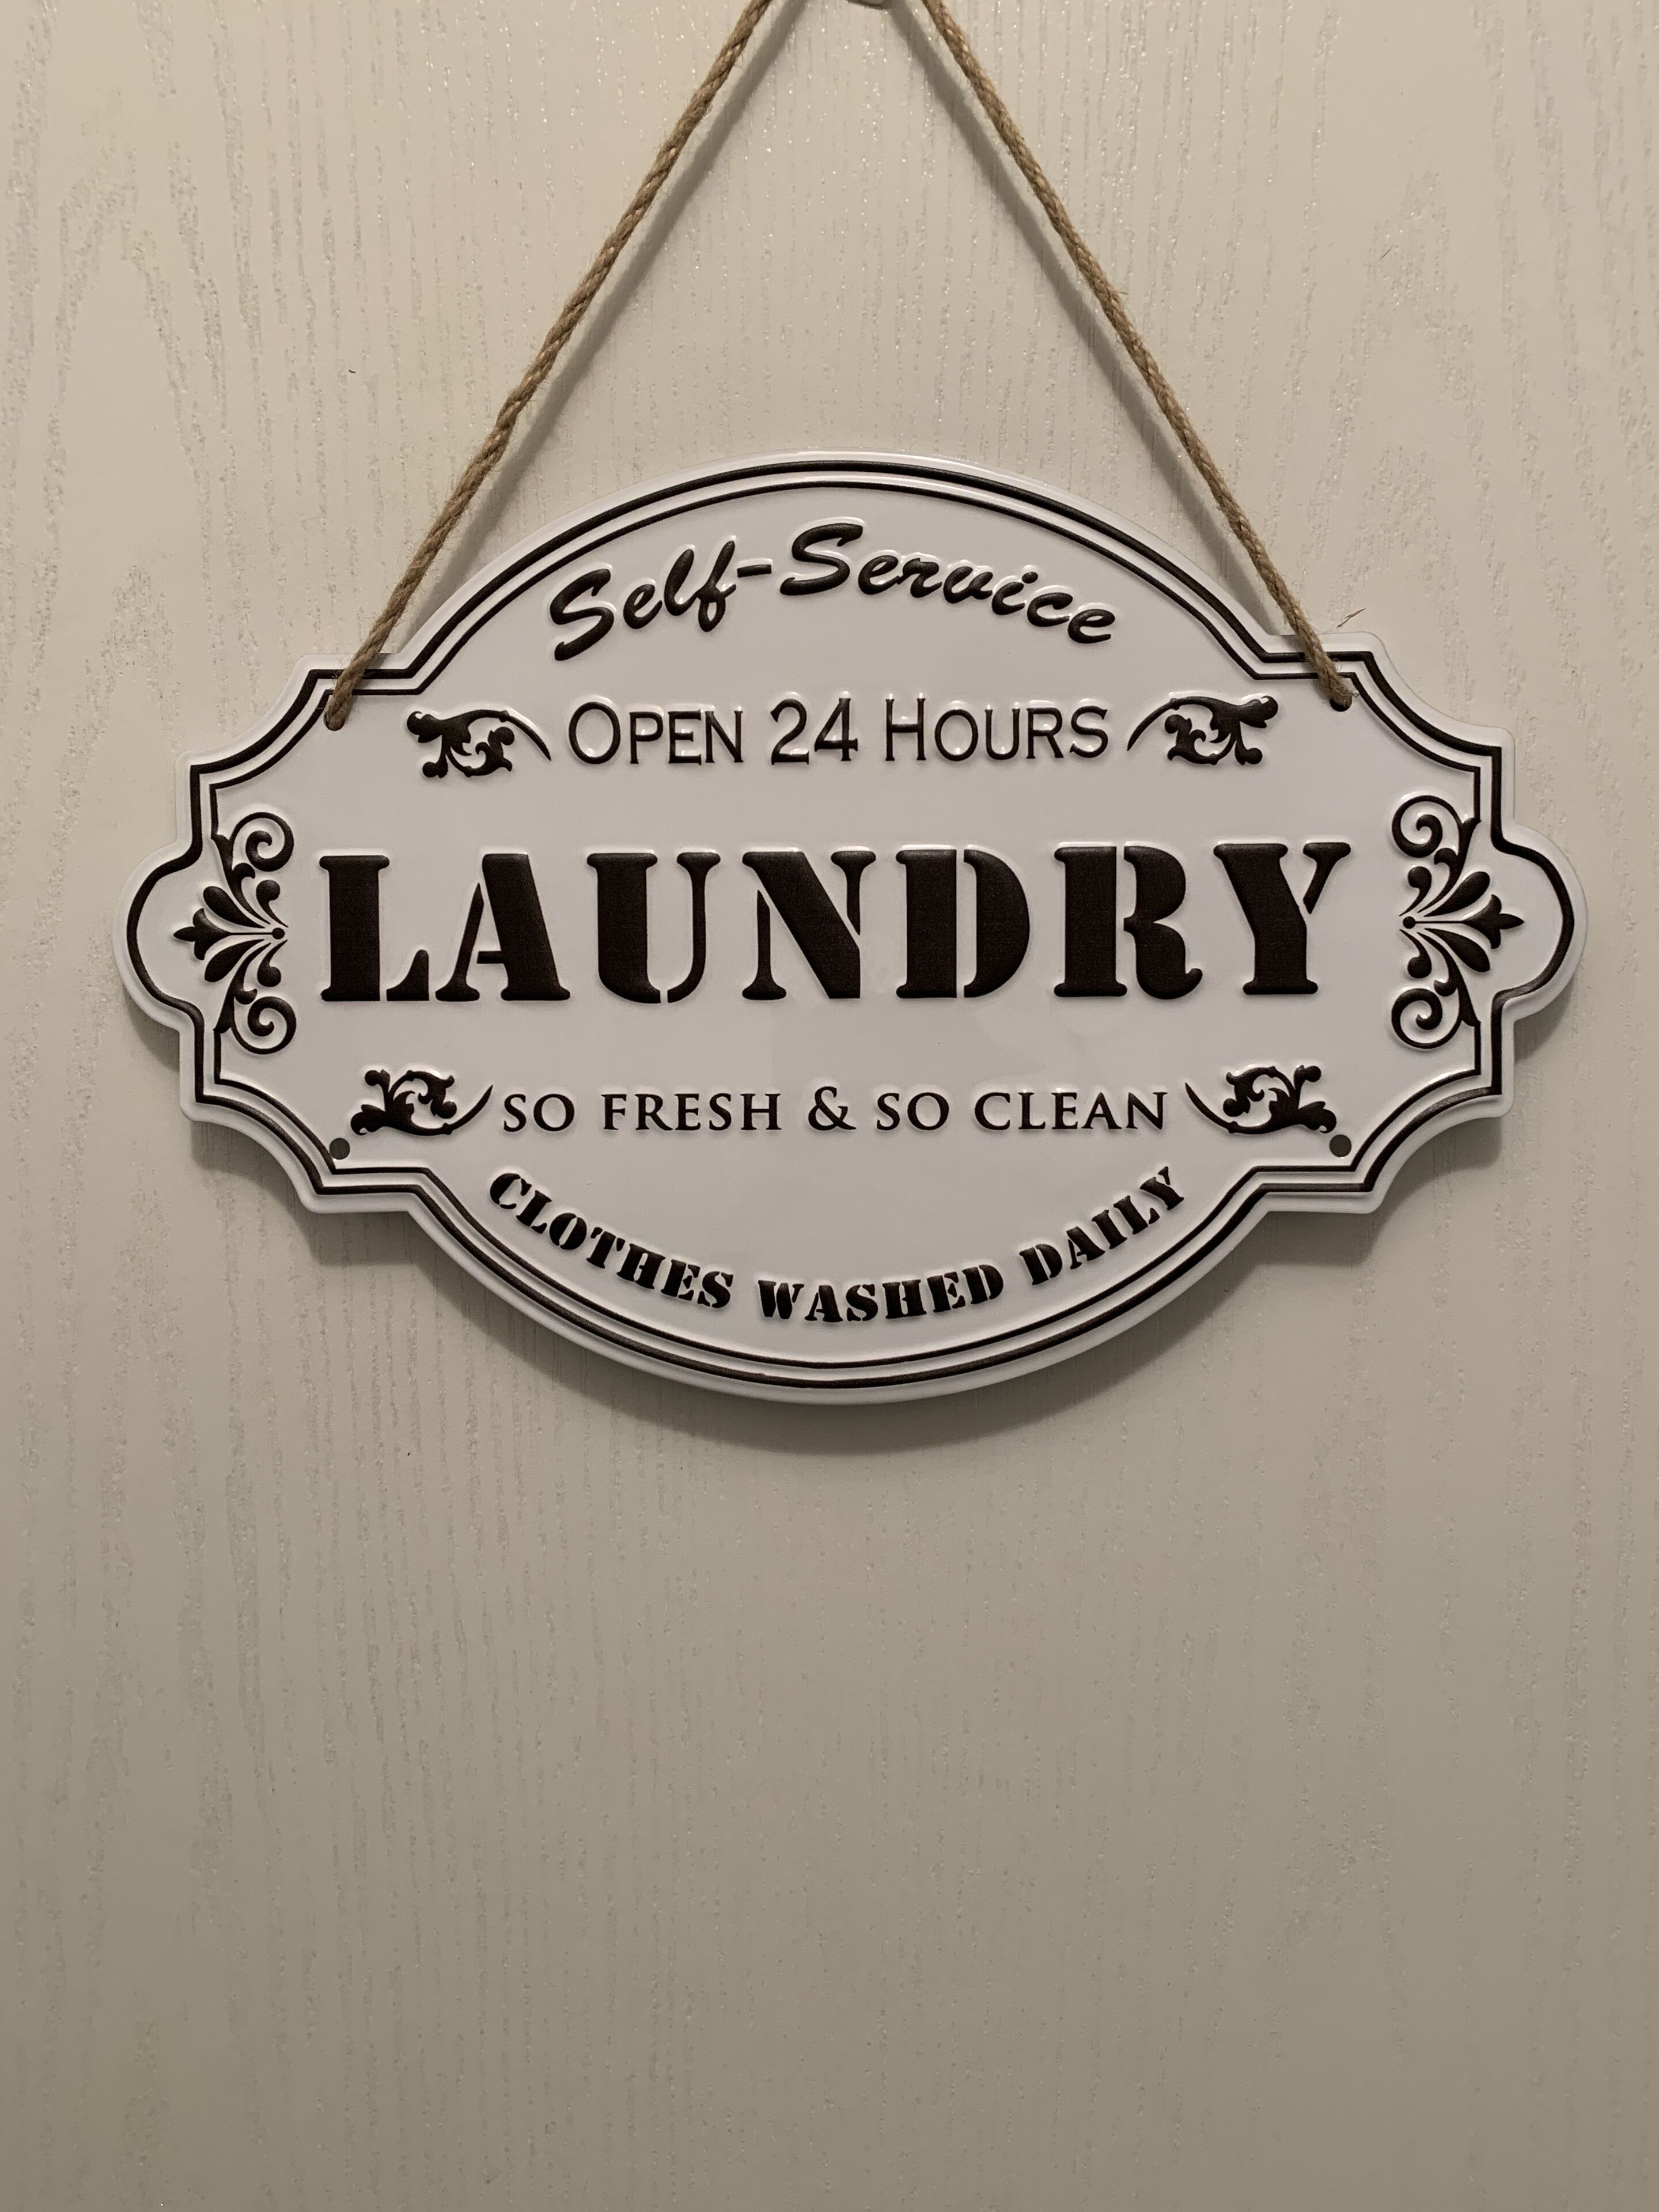 Self-Service
OPEN 24 HOURS
LAUNDRY
SO FRESH & SO CLEAN
CLOTHES WASHED DAILY